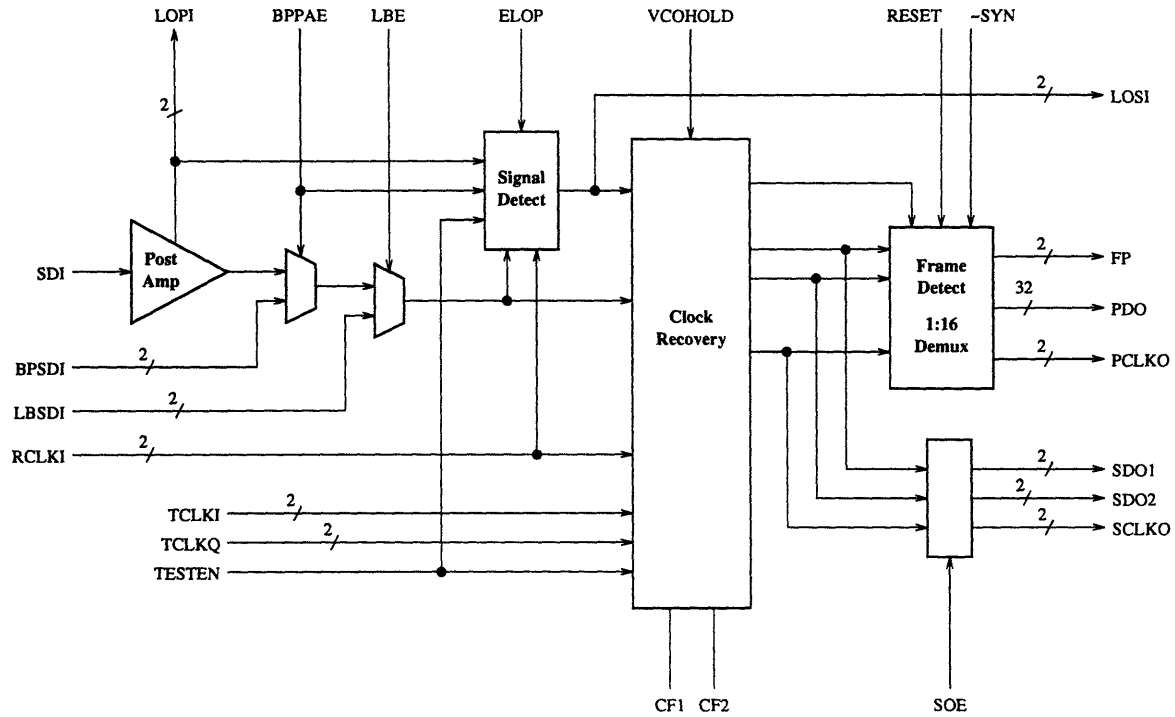 LOPI BPPAE LBE ELOP VCOHOLD RESET ~SYN
2
2
LOSI
Signal
Detect
SDI
Post
Amp
2
FP
Frame
Detect
32
PDO
1:16
Demux
Clock
Recovery
2
PCLKO
BPSDI
2
LBSDI
2
RCLKI
2
2
SDO1
2
SDO2
2
SCLKO
TCLKI
2
TCLKQ
2
TESTEN
CF1 CF2 SOE